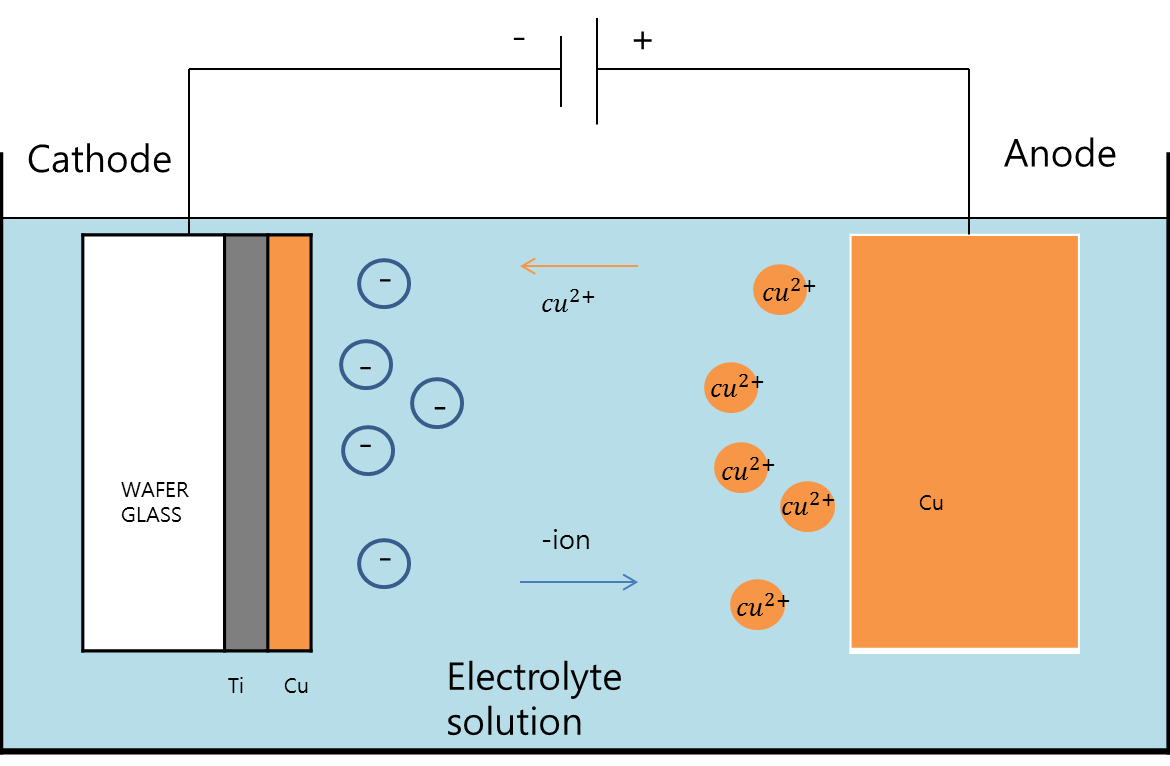 - +
Cathode
Anode
-
cu²⁺
cu²⁺
-
cu²⁺
-
-
cu²⁺
WAFER
GLASS
cu²⁺
Cu
-ion
-
cu²⁺
Ti Cu
Electrolyte
solution